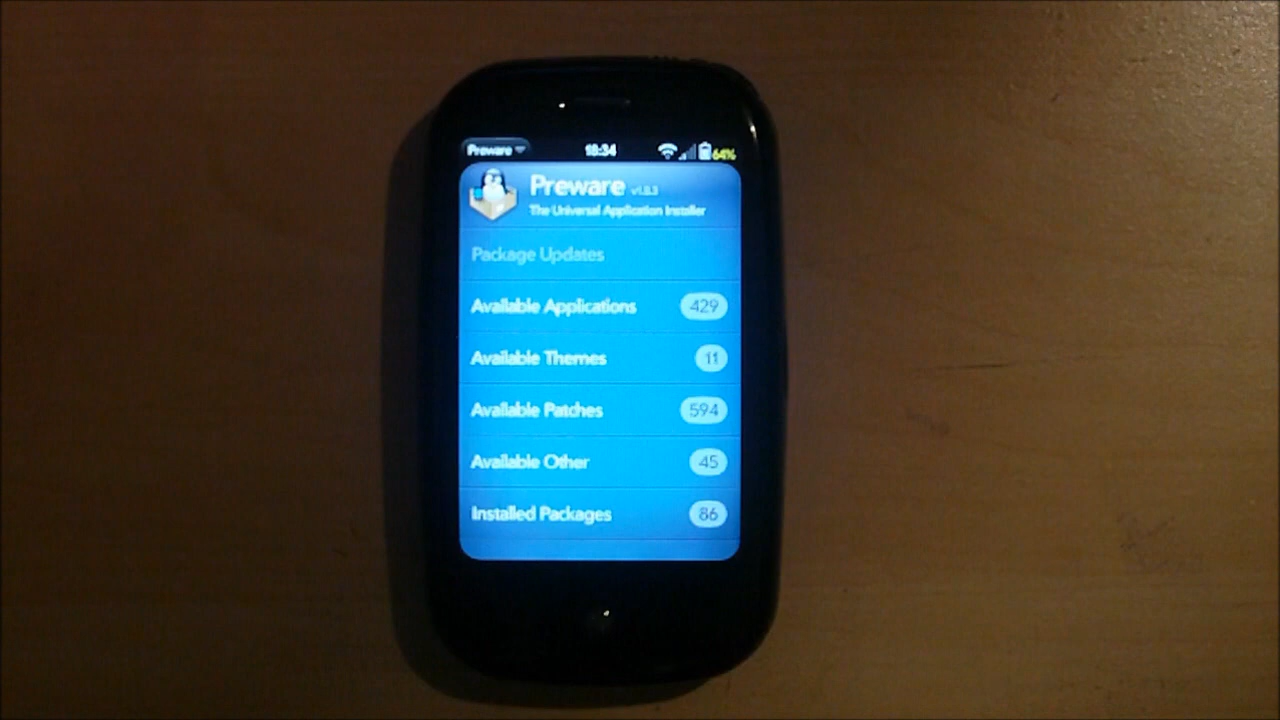 Preware 18:34 64%
Preware
The Universal Application Installer
Package Updates
Available Applications 429
Available Themes 11
Available Patches 594
Available Other 45
Installed Packages 86